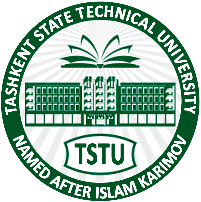 TASHKENT STATE TECHNICAL UNIVERSITY
TSTU
NAMED AFTER ISLAM KARIMOV